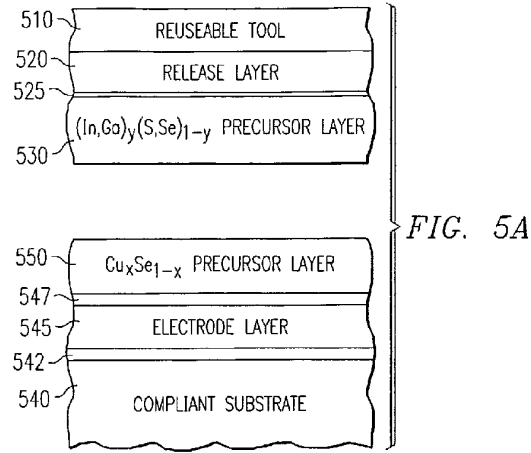 510 REUSEABLE TOOL
520 RELEASE LAYER
525
530 (In,Ga)y(S,Se)1–y PRECURSOR LAYER
550 CuxSe1–x PRECURSOR LAYER
547
545 ELECTRODE LAYER
542
540 COMPLIANT SUBSTRATE
FIG. 5A